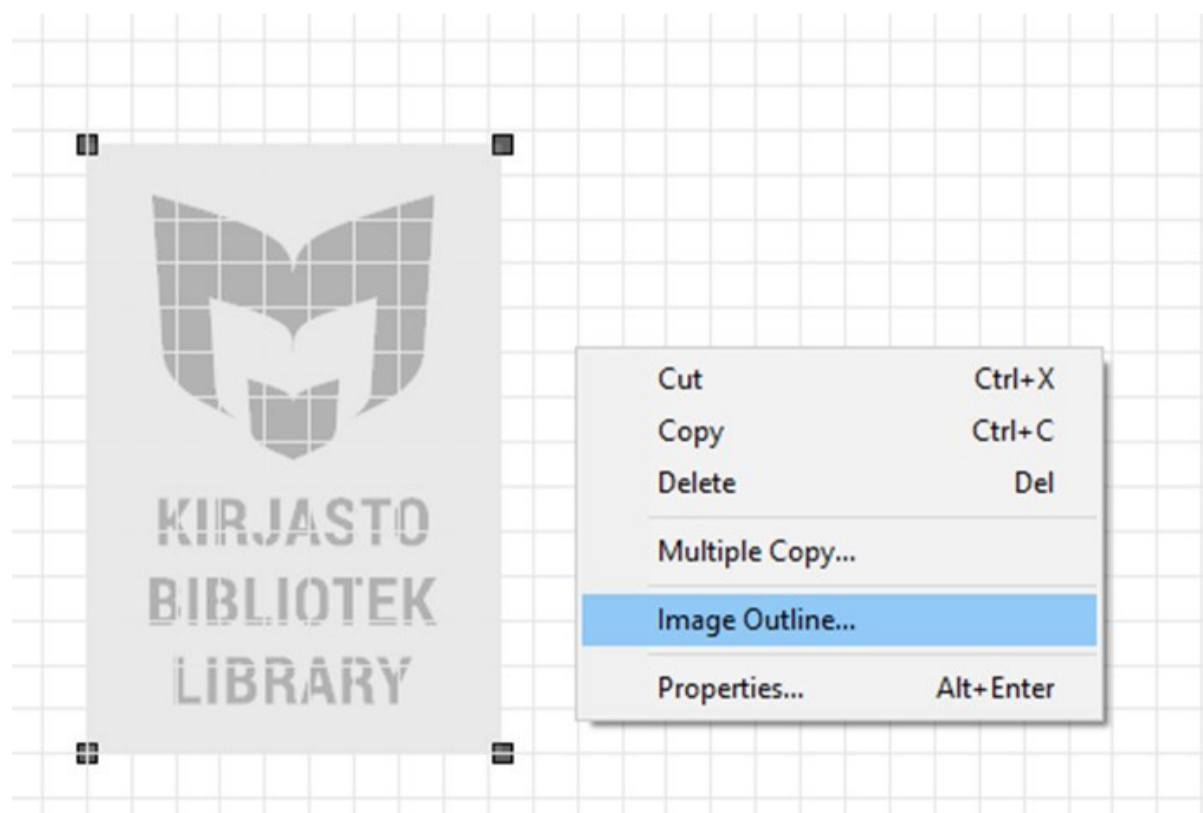 KIRJASTO
BIBLIOTEK
LIBRARY
Cut Ctrl+X
Copy Ctrl+C
Delete Del
Multiple Copy...
Image Outline...
Properties... Alt+Enter